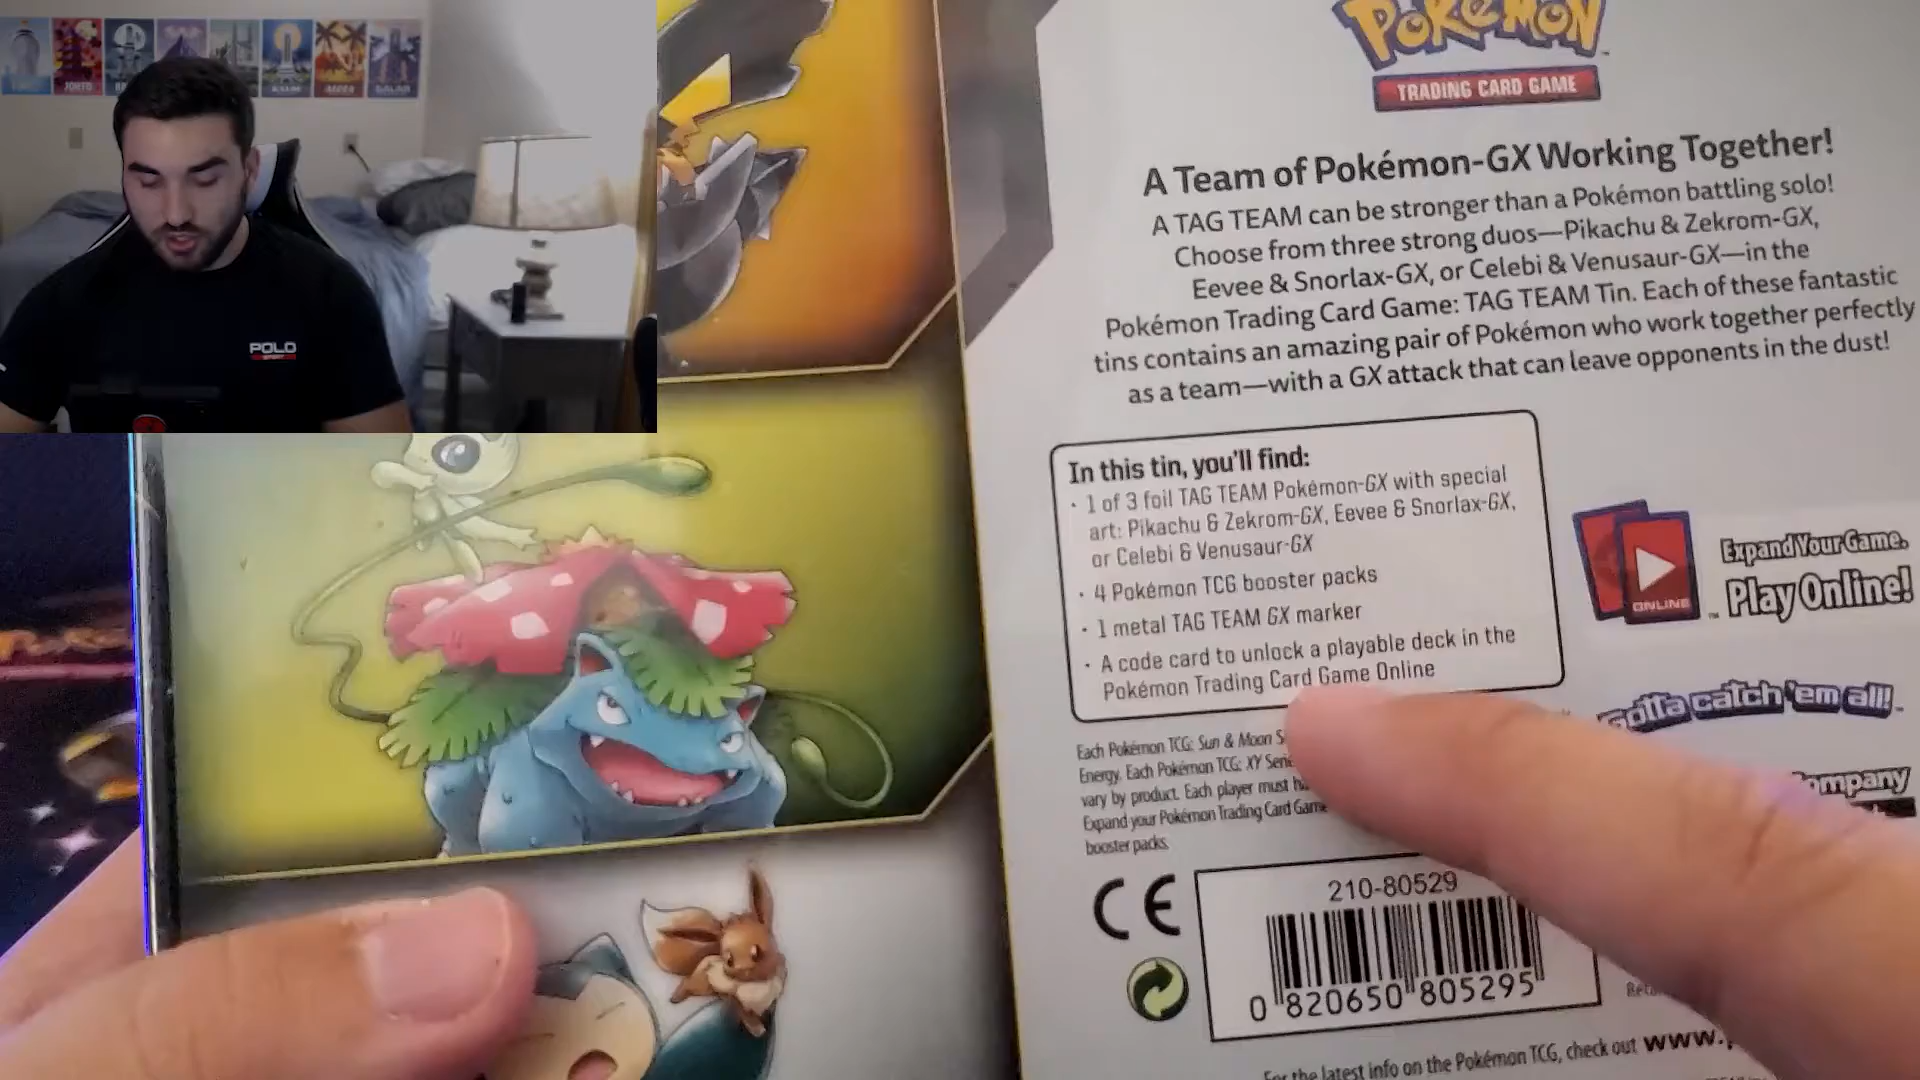 JOHTO
KALOS
ALOLA
GALAR
POLO
SPORT
POKéMON
TRADING CARD GAME
A Team of Pokémon-GX Working Together!
A TAG TEAM can be stronger than a Pokémon battling solo!
Choose from three strong duos—Pikachu & Zekrom-GX,
Eevee & Snorlax-GX, or Celebi & Venusaur-GX—in the
Pokémon Trading Card Game: TAG TEAM Tin. Each of these fantastic
tins contains an amazing pair of Pokémon who work together perfectly
as a team—with a GX attack that can leave opponents in the dust!
In this tin, you'll find:
• 1 of 3 foil TAG TEAM Pokémon-GX with special
art: Pikachu & Zekrom-GX, Eevee & Snorlax-GX,
or Celebi & Venusaur-GX
• 4 Pokémon TCG booster packs
• 1 metal TAG TEAM GX marker
• A code card to unlock a playable deck in the
Pokémon Trading Card Game Online
ONLINE
Expand Your Game.
™ Play Online!
Gotta catch 'em all!™
Each Pokémon TCG: Sun & Moon
Energy. Each Pokémon TCG: XY
vary by product. Each player must
Expand your Pokémon Trading Card Game
booster packs.
CE
210-80529
0 820650 805295
For the latest info on the Pokémon TCG, check out www.